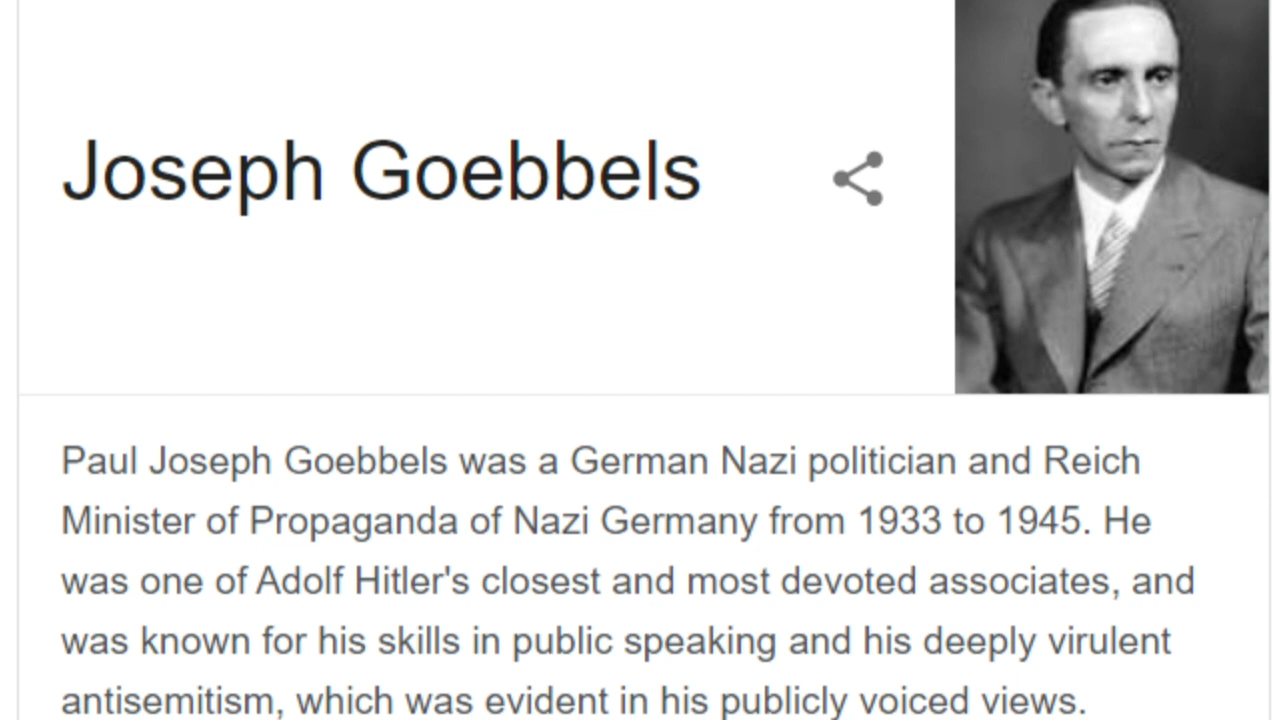 Joseph Goebbels
Paul Joseph Goebbels was a German Nazi politician and Reich
Minister of Propaganda of Nazi Germany from 1933 to 1945. He
was one of Adolf Hitler's closest and most devoted associates, and
was known for his skills in public speaking and his deeply virulent
antisemitism, which was evident in his publicly voiced views.